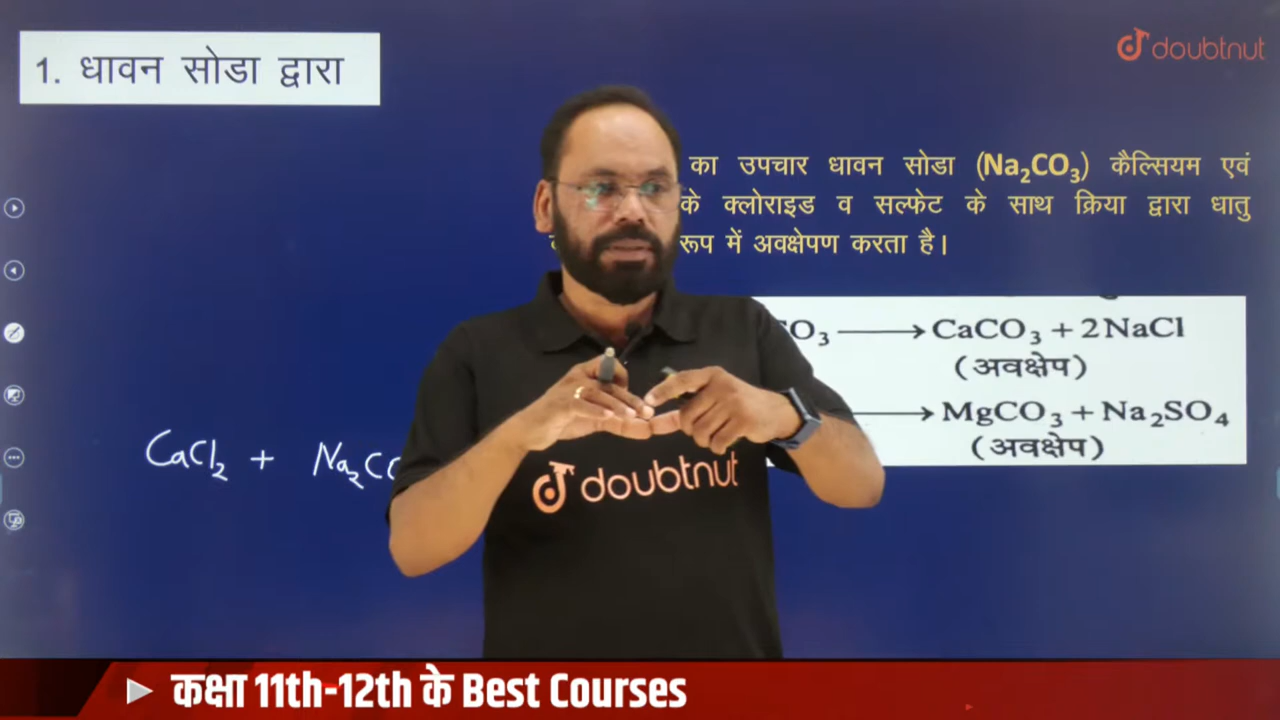 1. धावन सोडा द्वारा
doubtnut
का उपचार धावन सोडा (Na₂CO₃) कैल्सियम एवं
के क्लोराइड व सल्फेट के साथ क्रिया द्वारा धातु
रूप में अवक्षेपण करता है।
O₃ ⟶ CaCO₃ + 2NaCl
(अवक्षेप)
⟶ MgCO₃ + Na₂SO₄
(अवक्षेप)
CaCl₂ + Na₂CO
doubtnut
कक्षा 11th-12th के Best Courses